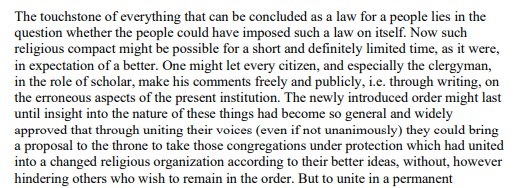 The touchstone of everything that can be concluded as a law for a people lies in the
question whether the people could have imposed such a law on itself. Now such
religious compact might be possible for a short and definitely limited time, as it were,
in expectation of a better. One might let every citizen, and especially the clergyman,
in the role of scholar, make his comments freely and publicly, i.e. through writing, on
the erroneous aspects of the present institution. The newly introduced order might last
until insight into the nature of these things had become so general and widely
approved that through uniting their voices (even if not unanimously) they could bring
a proposal to the throne to take those congregations under protection which had united
into a changed religious organization according to their better ideas, without, however
hindering others who wish to remain in the order. But to unite in a permanent